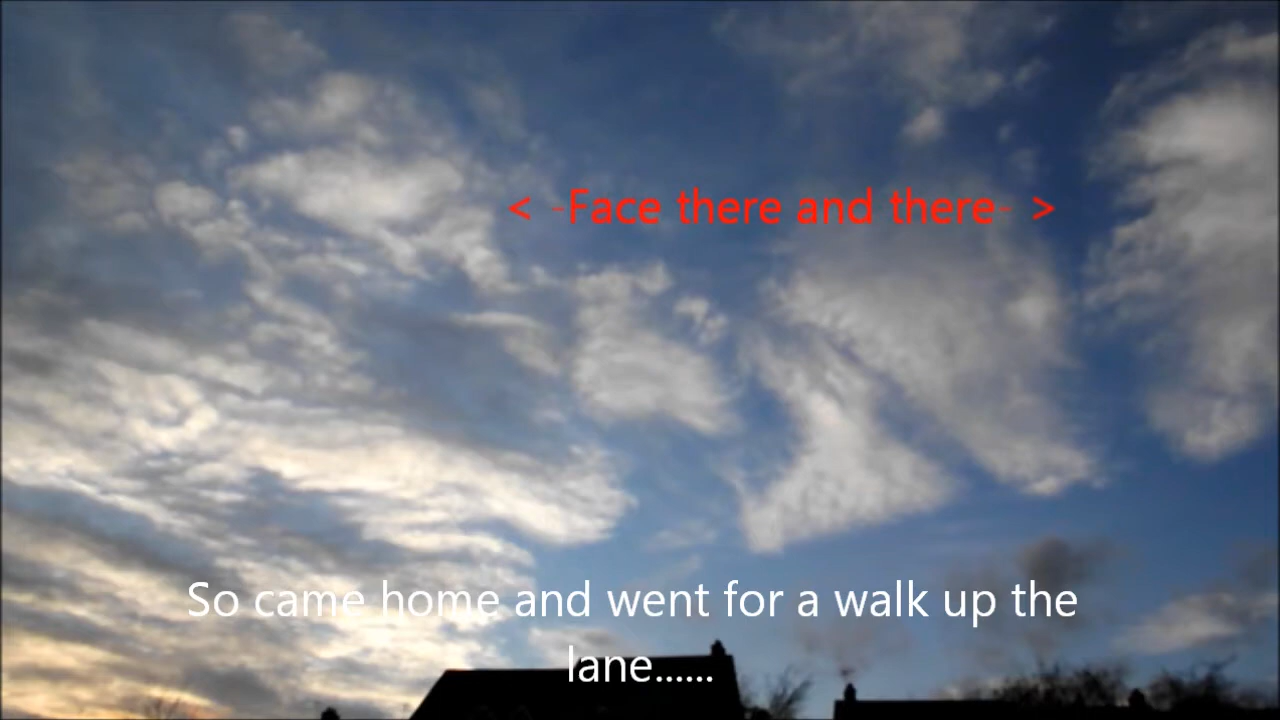 < -Face there and there- >
So came home and went for a walk up the
lane......